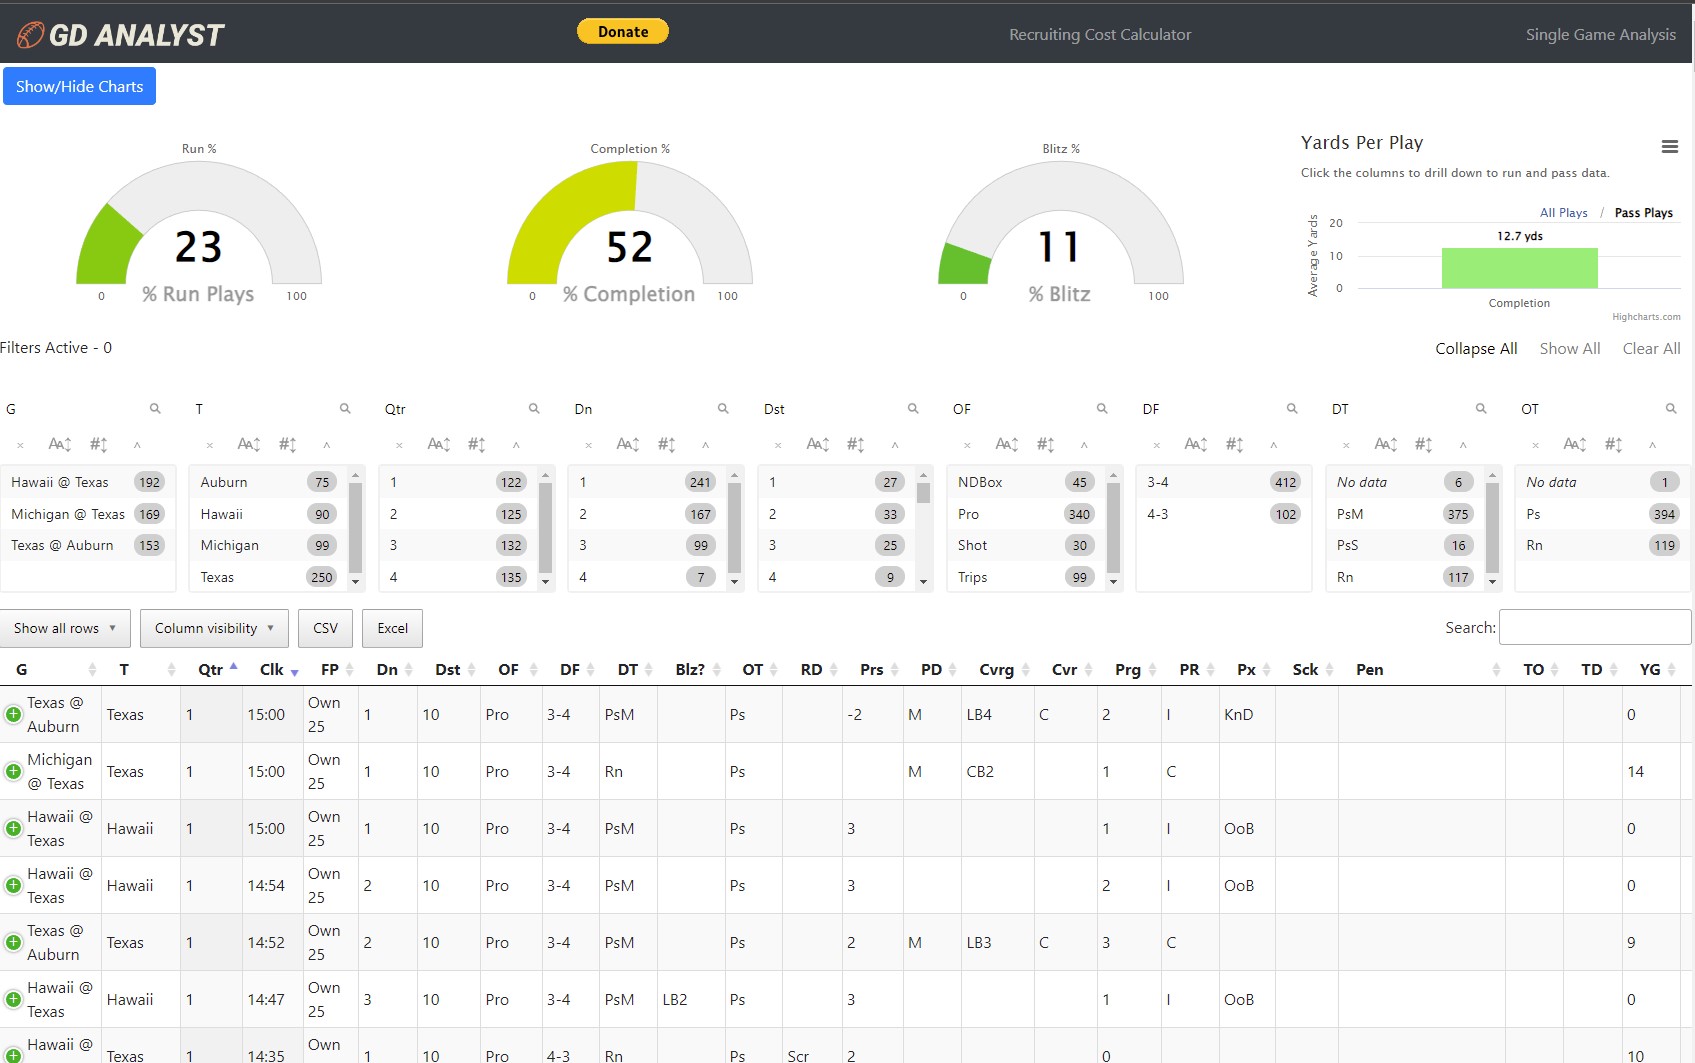 GD ANALYST Donate Recruiting Cost Calculator Single Game Analysis
Show/Hide Charts
Run %
23
% Run Plays
0 100
Completion %
52
% Completion
0 100
Blitz %
11
% Blitz
0 100
Yards Per Play
Click the columns to drill down to run and pass data.
All Plays / Pass Plays
Average Yards
20
10
0
12.7 yds
Completion
Highcharts.com
Filters Active - 0 Collapse All Show All Clear All
G
Hawaii @ Texas 192
Michigan @ Texas 169
Texas @ Auburn 153
T
Auburn 75
Hawaii 90
Michigan 99
Texas 250
Qtr
1 122
2 125
3 132
4 135
Dn
1 241
2 167
3 99
4 7
Dst
1 27
2 33
3 25
4 9
OF
NDBox 45
Pro 340
Shot 30
Trips 99
DF
3-4 412
4-3 102
DT
No data 6
PsM 375
PsS 16
Rn 117
OT
No data 1
Ps 394
Rn 119
Show all rows Column visibility CSV Excel Search:
G T Qtr Clk FP Dn Dst OF DF DT Blz? OT RD Prs PD Cvrg Cvr Prg PR Px Sck Pen TO TD YG
Texas @ Auburn Texas 1 15:00 Own 25 1 10 Pro 3-4 PsM Ps -2 M LB4 C 2 I KnD 0
Michigan @ Texas Texas 1 15:00 Own 25 1 10 Pro 3-4 Rn Ps M CB2 1 C 14
Hawaii @ Texas Hawaii 1 15:00 Own 25 1 10 Pro 3-4 PsM Ps 3 1 I OoB 0
Hawaii @ Texas Hawaii 1 14:54 Own 25 2 10 Pro 3-4 PsM Ps 3 2 I OoB 0
Texas @ Auburn Texas 1 14:52 Own 25 2 10 Pro 3-4 PsM Ps 2 M LB3 C 3 C 9
Hawaii @ Texas Hawaii 1 14:47 Own 25 3 10 Pro 3-4 PsM LB2 Ps 3 1 I OoB 0
Hawaii @ Texas 1 14:35 Own 1 10 Pro 4-3 Rn Ps Scr 2 0 10